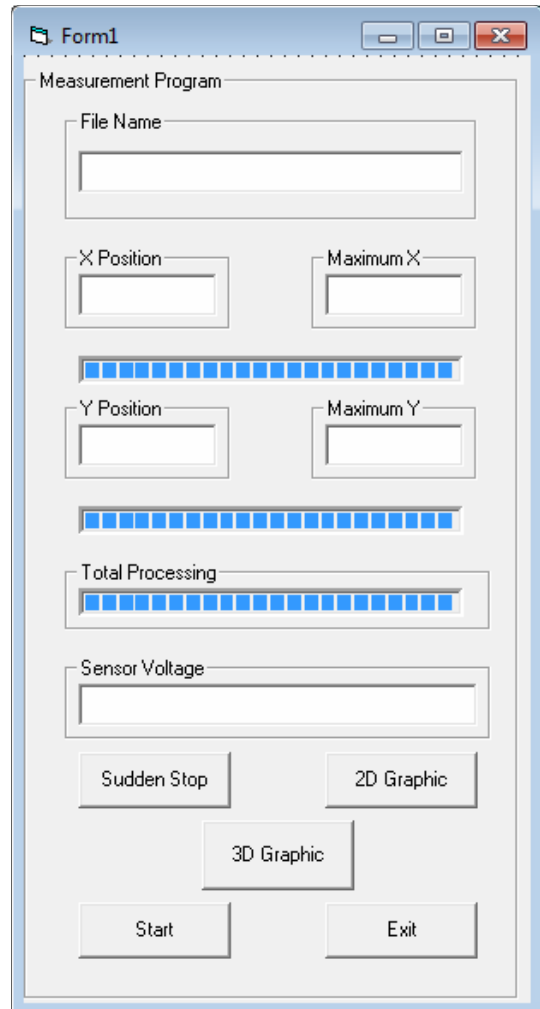 Form1
Measurement Program
File Name
X Position
Maximum X
Y Position
Maximum Y
Total Processing
Sensor Voltage
Sudden Stop
2D Graphic
3D Graphic
Start
Exit